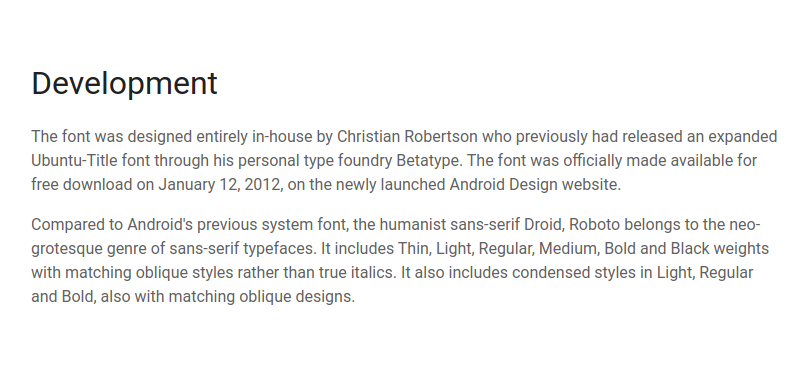 Development
The font was designed entirely in-house by Christian Robertson who previously had released an expanded
Ubuntu-Title font through his personal type foundry Betatype. The font was officially made available for
free download on January 12, 2012, on the newly launched Android Design website.
Compared to Android's previous system font, the humanist sans-serif Droid, Roboto belongs to the neo-
grotesque genre of sans-serif typefaces. It includes Thin, Light, Regular, Medium, Bold and Black weights
with matching oblique styles rather than true italics. It also includes condensed styles in Light, Regular
and Bold, also with matching oblique designs.